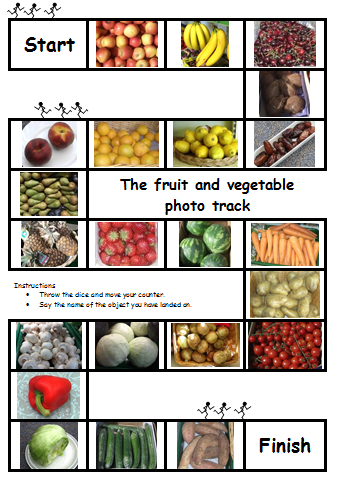 Start
The fruit and vegetable
photo track
Instructions
• Throw the dice and move your counter.
• Say the name of the object you have landed on.
Finish